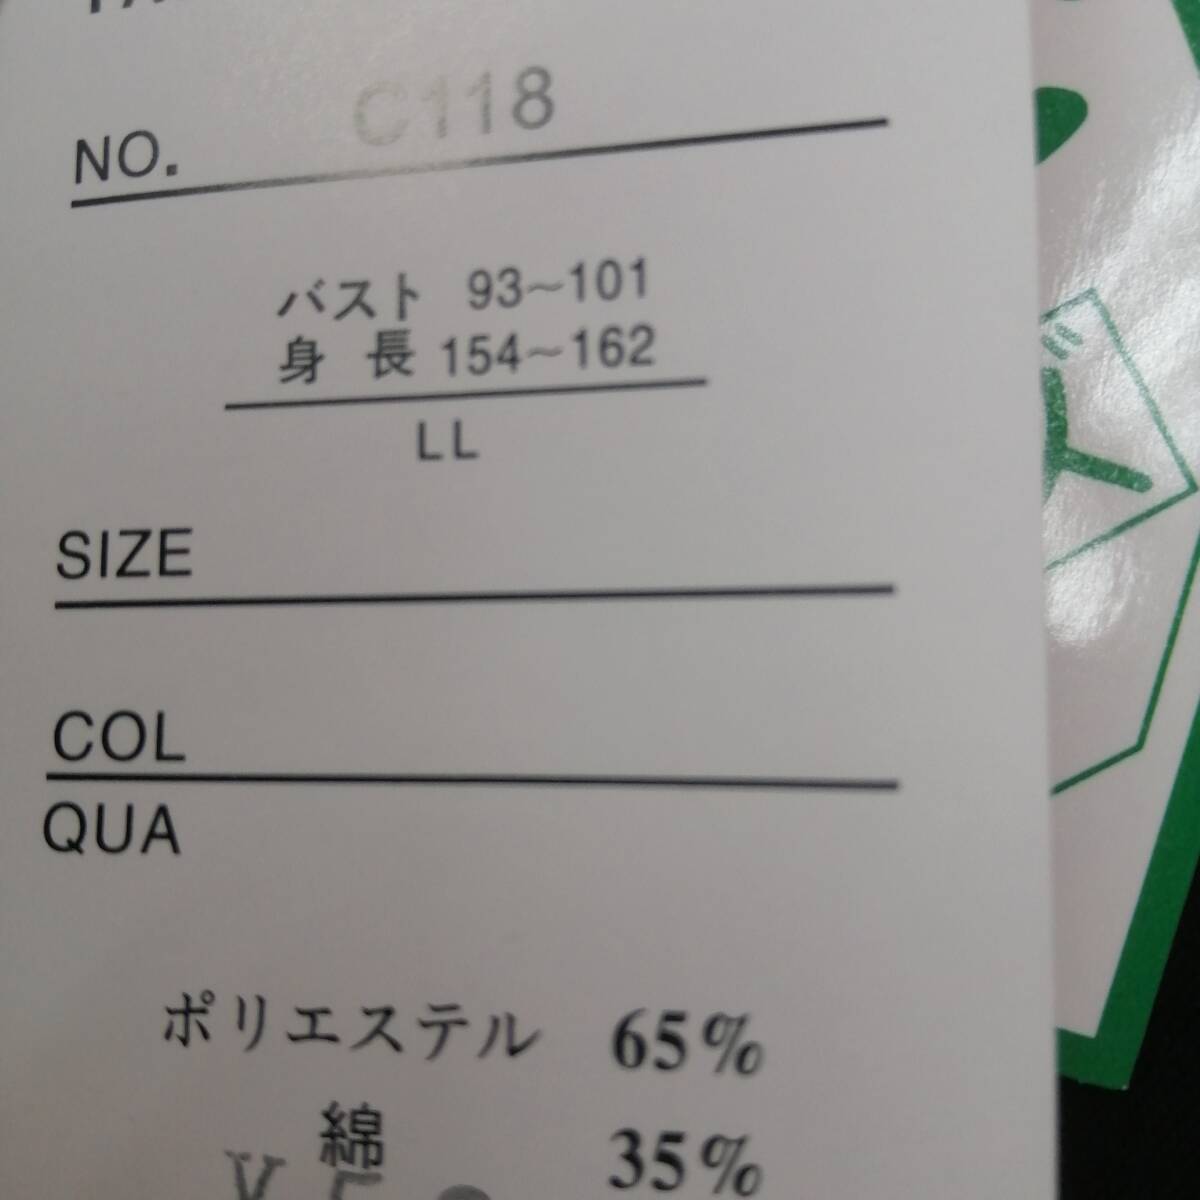 NO. C118
バスト 93~101
身長 154~162
LL
SIZE
COL
QUA
ポリエステル 65%
綿 35%